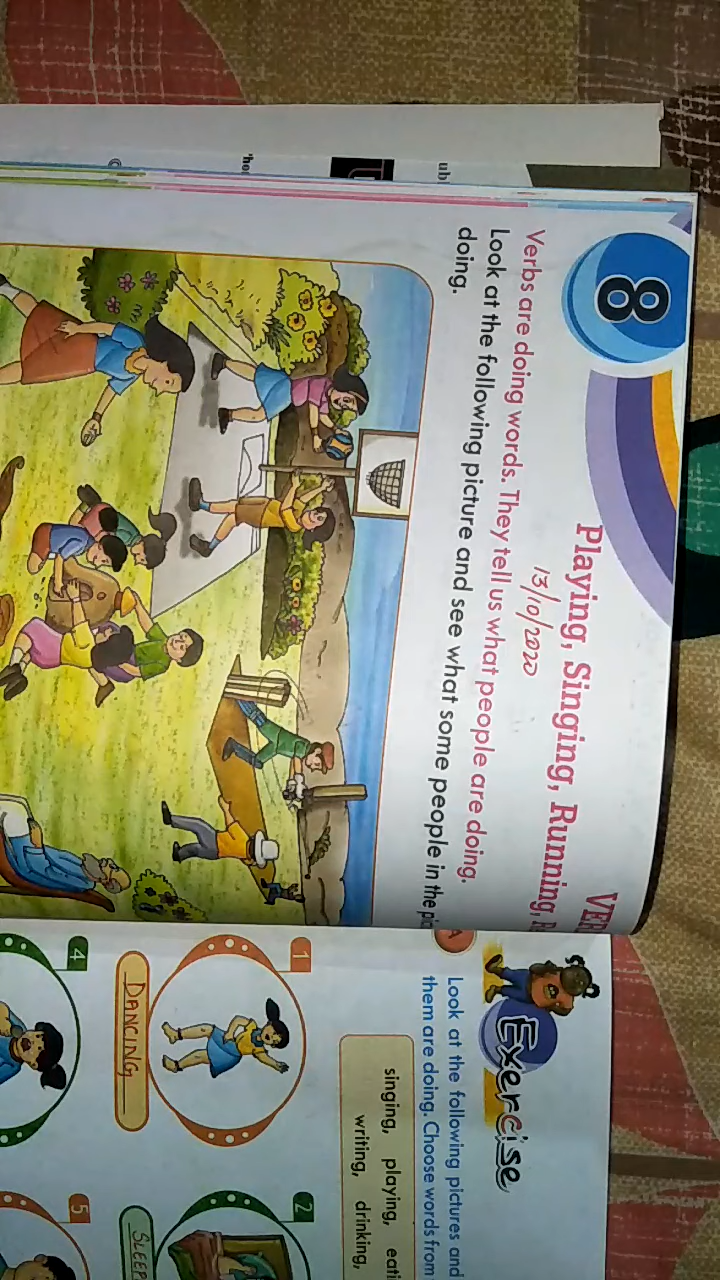 8
Playing, Singing, Running,
13/10/2020
Verbs are doing words. They tell us what people are doing.
Look at the following picture and see what some people in the
doing.
Exercise
A
Look at the following pictures and
them are doing. Choose words from
singing, playing,
writing, drinking,
1
DANCING
2
4
5